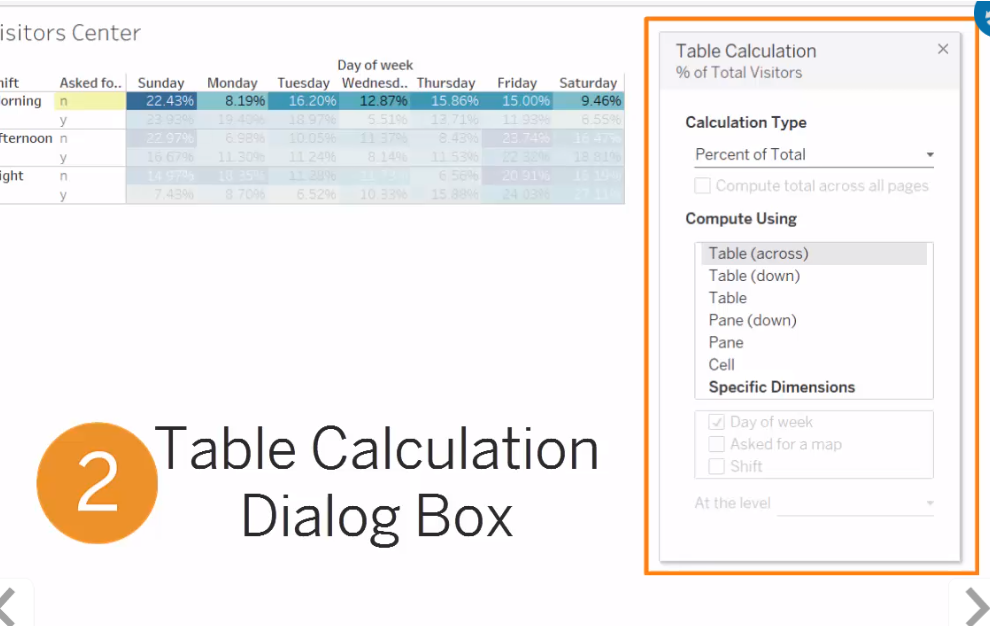 isitors Center
Day of week
hift Asked fo.. Sunday Monday Tuesday Wednesd.. Thursday Friday Saturday
orning n 22.43% 8.19% 16.20% 12.87% 15.86% 15.00% 9.46%
y 23.93% 19.40% 18.97% 5.51% 13.71% 11.93% 6.55%
fternoon n 22.97% 6.98% 10.05% 11.37% 8.43% 23.74% 16.47%
y 16.67% 11.30% 11.24% 8.14% 11.53% 22.32% 18.81%
ight n 14.97% 18.35% 11.28% 6.56% 20.91%
y 7.43% 8.70% 6.52% 10.33% 15.88% 24.03%
2 Table Calculation
Dialog Box
Table Calculation
% of Total Visitors
Calculation Type
Percent of Total
Compute total across all pages
Compute Using
Table (across)
Table (down)
Table
Pane (down)
Pane
Cell
Specific Dimensions
Day of week
Asked for a map
Shift
At the level